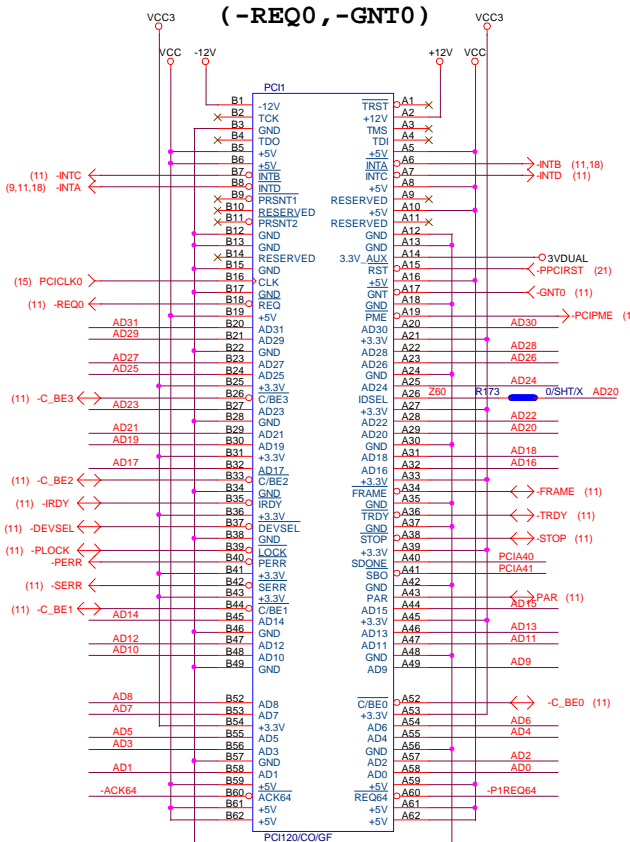 (-REQ0,-GNT0)
VCC3 VCC3
VCC -12V +12V VCC
PCI1
B1 -12V TRST A1
B2 TCK +12V A2
B3 GND TMS A3
B4 TDO TDI A4
B5 +5V +5V A5
B6 +5V INTA A6 -INTB (11,18)
(11) -INTC B7 INTB INTC A7 -INTD (11)
(9,11,18) -INTA B8 INTD +5V A8
B9 PRSNT1 RESERVED A9
B10 RESERVED +5V A10
B11 PRSNT2 RESERVED A11
B12 GND GND A12
B13 GND GND A13
B14 RESERVED 3.3V_AUX A14 3VDUAL
B15 GND RST A15 -PPCIRST (21)
(15) PCICLK0 B16 CLK +5V A16
B17 GND GNT A17 -GNT0 (11)
(11) -REQ0 B18 REQ GND A18
B19 +5V PME A19 -PCIPME (1
AD31 B20 AD31 AD30 A20 AD30
AD29 B21 AD29 +3.3V A21
B22 GND AD28 A22 AD28
AD27 B23 AD27 AD26 A23 AD26
AD25 B24 AD25 GND A24
B25 +3.3V AD24 A25 AD24
(11) -C_BE3 B26 C/BE3 IDSEL A26 Z60 R173 0/SHT/X AD20
AD23 B27 AD23 +3.3V A27
B28 GND AD22 A28 AD22
AD21 B29 AD21 AD20 A29 AD20
AD19 B30 AD19 GND A30
B31 +3.3V AD18 A31 AD18
AD17 B32 AD17 AD16 A32 AD16
(11) -C_BE2 B33 C/BE2 +3.3V A33
B34 GND FRAME A34 -FRAME (11)
(11) -IRDY B35 IRDY GND A35
B36 +3.3V TRDY A36 -TRDY (11)
(11) -DEVSEL B37 DEVSEL GND A37
B38 GND STOP A38 -STOP (11)
(11) -PLOCK B39 LOCK +3.3V A39
-PERR B40 PERR SDONE A40 PCIA40
B41 +3.3V SBO A41 PCIA41
(11) -SERR B42 SERR GND A42
B43 +3.3V PAR A43 PAR (11)
(11) -C_BE1 B44 C/BE1 AD15 A44 AD15
AD14 B45 AD14 +3.3V A45
B46 GND AD13 A46 AD13
AD12 B47 AD12 AD11 A47 AD11
AD10 B48 AD10 GND A48
B49 GND AD9 A49 AD9
AD8 B52 AD8 C/BE0 A52 -C_BE0 (11)
AD7 B53 AD7 +3.3V A53
B54 +3.3V AD6 A54 AD6
AD5 B55 AD5 AD4 A55 AD4
AD3 B56 AD3 GND A56
B57 GND AD2 A57 AD2
AD1 B58 AD1 AD0 A58 AD0
B59 +5V +5V A59
-ACK64 B60 ACK64 REQ64 A60 -P1REQ64
B61 +5V +5V A61
B62 +5V +5V A62
PCI120/CO/GF